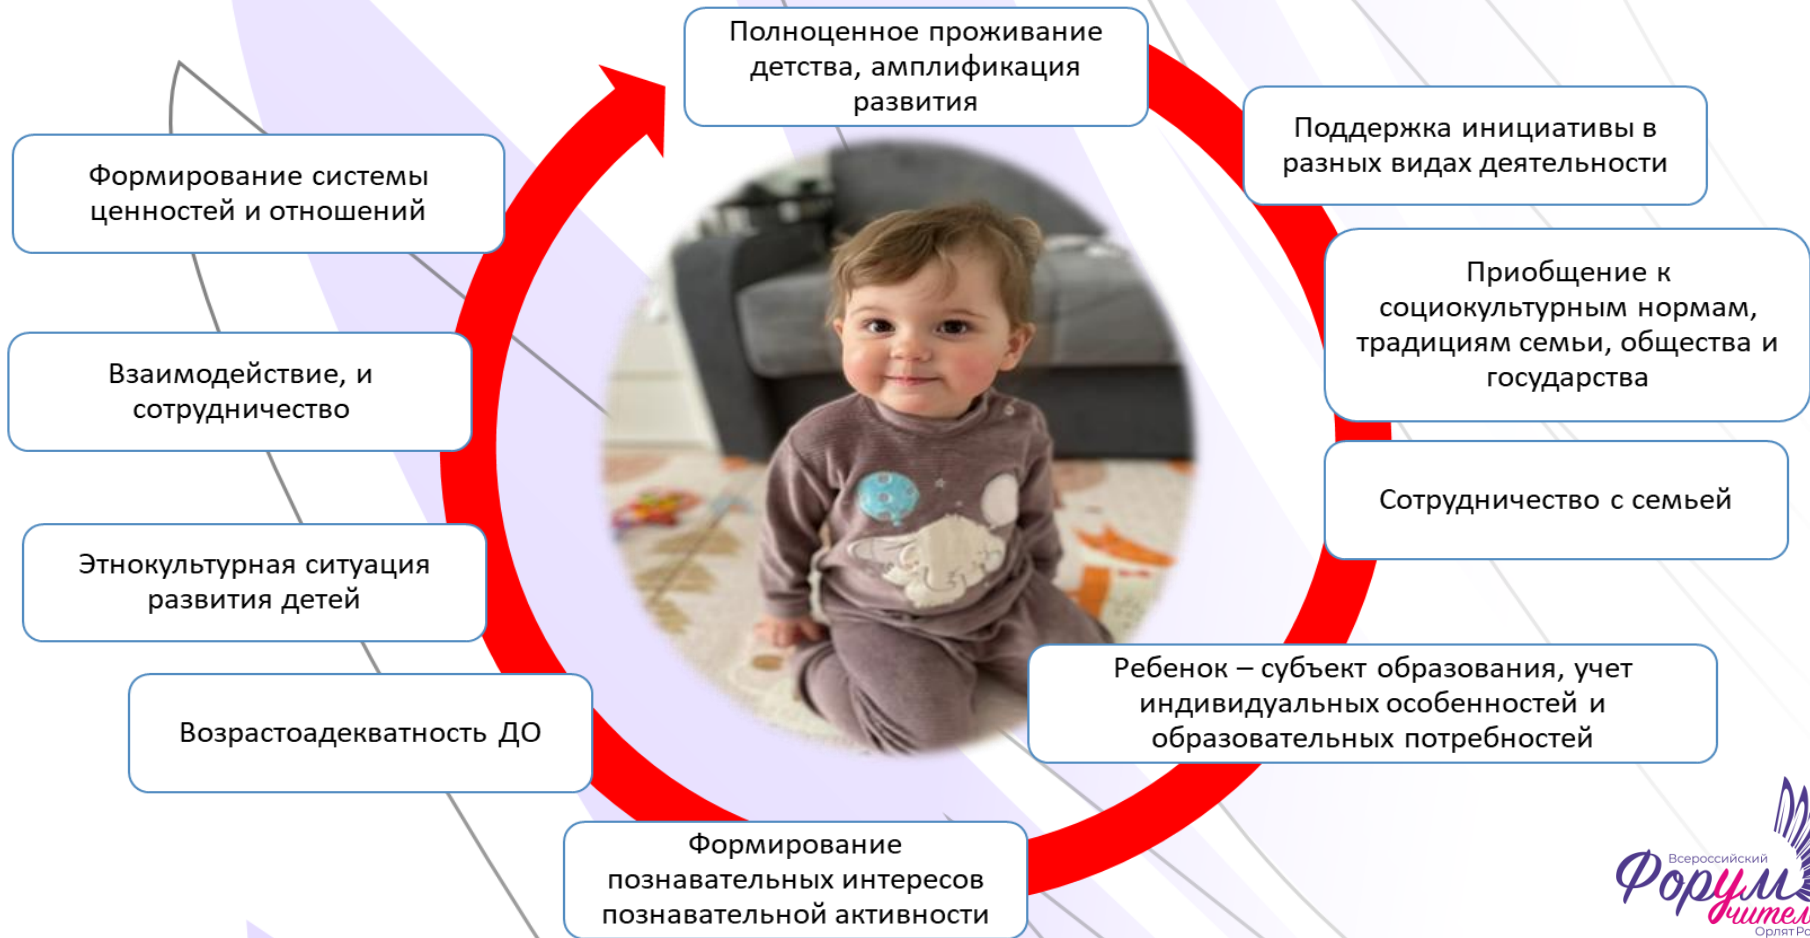 Полноценное проживание
детства, амплификация
развития
Поддержка инициативы в
разных видах деятельности
Приобщение к
социокультурным нормам,
традициям семьи, общества и
государства
Сотрудничество с семьей
Ребенок – субъект образования, учет
индивидуальных особенностей и
образовательных потребностей
Формирование
познавательных интересов
познавательной активности
Возрастоадекватность ДО
Этнокультурная ситуация
развития детей
Взаимодействие, и
сотрудничество
Формирование системы
ценностей и отношений
Всероссийский
Форум
Орлят